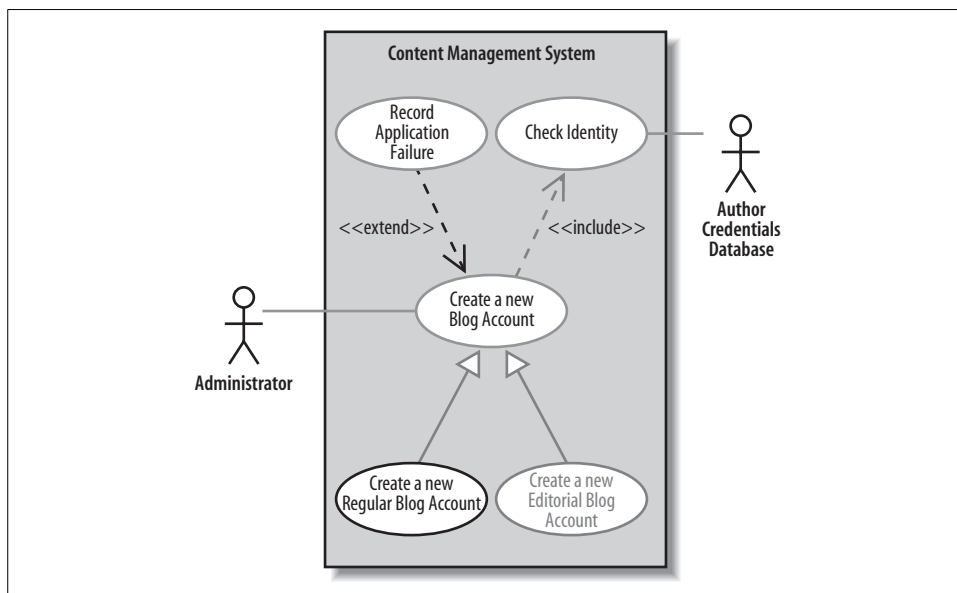 Content Management System
Record
Application
Failure
Check Identity
Author
Credentials
Database
<<extend>>
<<include>>
Create a new
Blog Account
Administrator
Create a new
Regular Blog Account
Create a new
Editorial Blog
Account